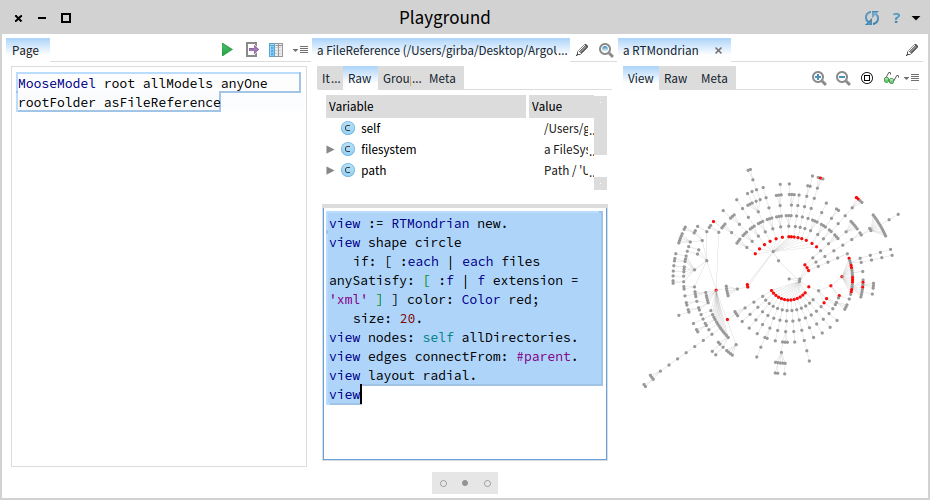 Playground
?
Page
MooseModel root allModels anyOne
rootFolder asFileReference
a FileReference (/Users/girba/Desktop/ArgoU...
It... Raw Grou... Meta
Variable Value
C self /Users/g...
C filesystem a FileSys...
C path Path / 'U...
view := RTMondrian new.
view shape circle
if: [ :each | each files
anySatisfy: [ :f | f extension =
'xml' ] ] color: Color red;
size: 20.
view nodes: self allDirectories.
view edges connectFrom: #parent.
view layout radial.
view
a RTMondrian
View Raw Meta